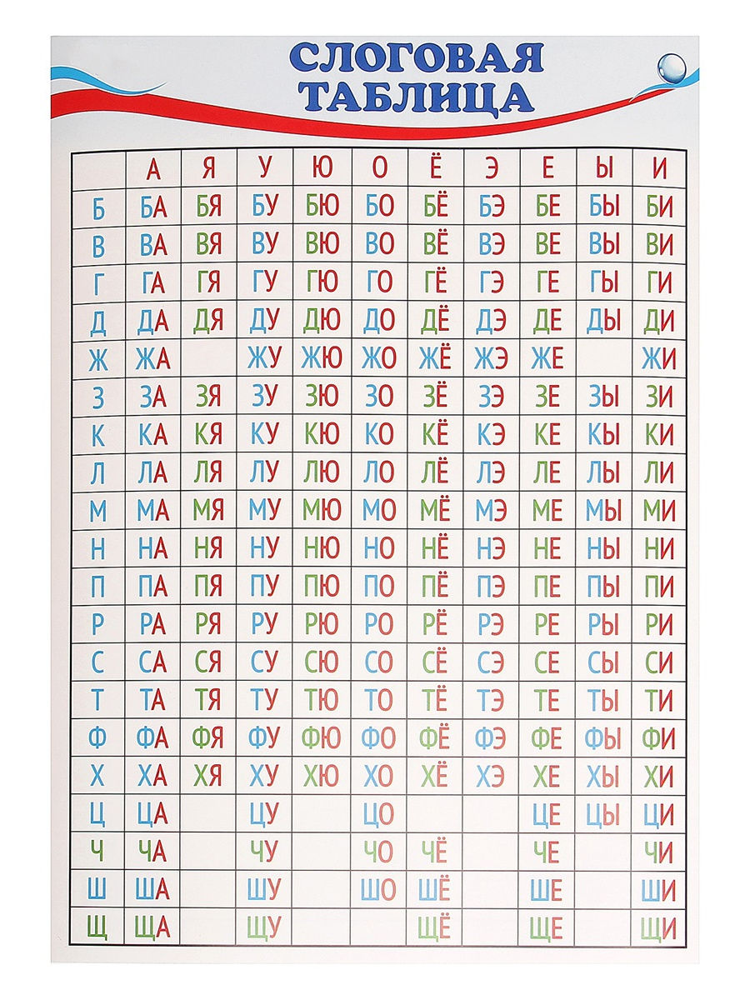 СЛОГОВАЯ
ТАБЛИЦА
А Я У Ю О Ё Э Е Ы И
Б БА БЯ БУ БЮ БО БЁ БЭ БЕ БЫ БИ
В ВА ВЯ ВУ ВЮ ВО ВЁ ВЭ ВЕ ВЫ ВИ
Г ГА ГЯ ГУ ГЮ ГО ГЁ ГЭ ГЕ ГЫ ГИ
Д ДА ДЯ ДУ ДЮ ДО ДЁ ДЭ ДЕ ДЫ ДИ
Ж ЖА ЖУ ЖЮ ЖО ЖЁ ЖЭ ЖЕ ЖИ
З ЗА ЗЯ ЗУ ЗЮ ЗО ЗЁ ЗЭ ЗЕ ЗЫ ЗИ
К КА КЯ КУ КЮ КО КЁ КЭ КЕ КЫ КИ
Л ЛА ЛЯ ЛУ ЛЮ ЛО ЛЁ ЛЭ ЛЕ ЛЫ ЛИ
М МА МЯ МУ МЮ МО МЁ МЭ МЕ МЫ МИ
Н НА НЯ НУ НЮ НО НЁ НЭ НЕ НЫ НИ
П ПА ПЯ ПУ ПЮ ПО ПЁ ПЭ ПЕ ПЫ ПИ
Р РА РЯ РУ РЮ РО РЁ РЭ РЕ РЫ РИ
С СА СЯ СУ СЮ СО СЁ СЭ СЕ СЫ СИ
Т ТА ТЯ ТУ ТЮ ТО ТЁ ТЭ ТЕ ТЫ ТИ
Ф ФА ФЯ ФУ ФЮ ФО ФЁ ФЭ ФЕ ФЫ ФИ
Х ХА ХЯ ХУ ХЮ ХО ХЁ ХЭ ХЕ ХЫ ХИ
Ц ЦА ЦУ ЦО ЦЕ ЦЫ ЦИ
Ч ЧА ЧУ ЧО ЧЁ ЧЕ ЧИ
Ш ША ШУ ШО ШЁ ШЕ ШИ
Щ ЩА ЩУ ЩЁ ЩЕ ЩИ